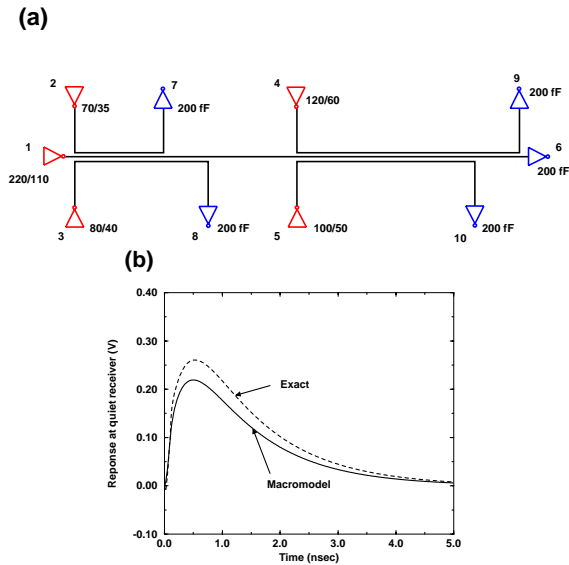 (a)
2
7
4
9
70/35
200 fF
120/60
200 fF
1
6
220/110
200 fF
3
80/40
8
200 fF
5
100/50
10
200 fF
(b)
0.40
0.30
0.20
0.10
0.00
-0.10
Reponse at quiet receiver (V)
Exact
Macromodel
0.0
1.0
2.0
3.0
4.0
5.0
Time (nsec)